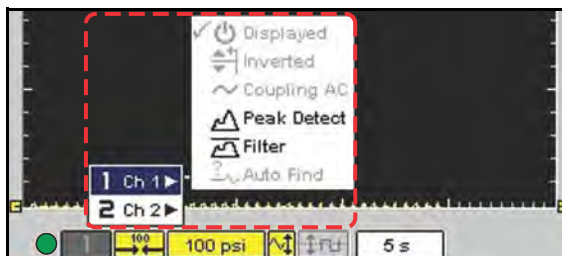 Displayed
Inverted
Coupling AC
Peak Detect
Filter
Auto Find
1 Ch 1
2 Ch 2
1 100 100 psi 5 s